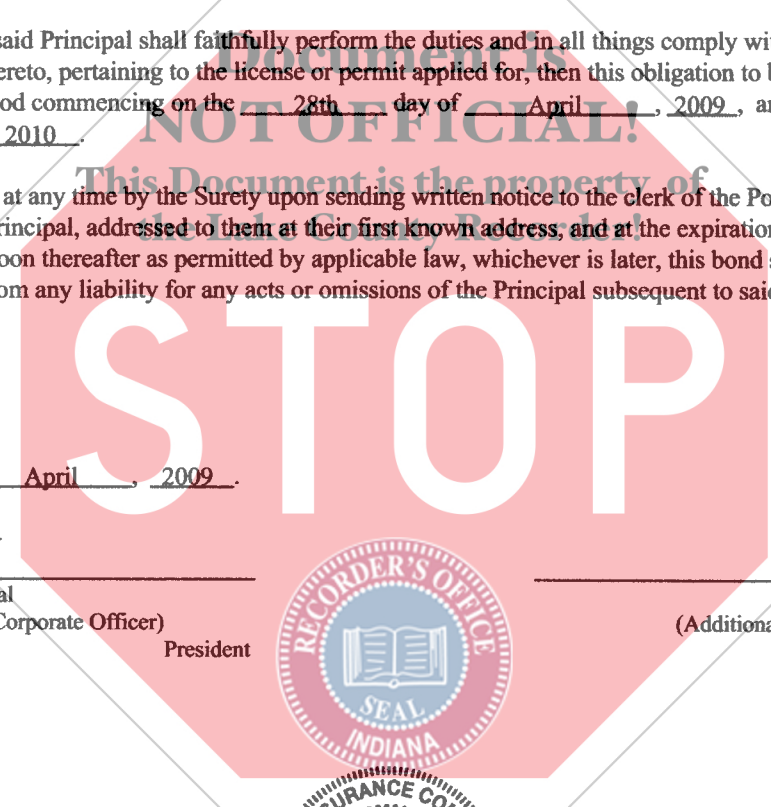 said Principal shall faithfully perform the duties and in all things comply wi
ereto, pertaining to the license or permit applied for, then this obligation to b
od commencing on the 28th day of April, 2009, an
2010.
at any time by the Surety upon sending written notice to the clerk of the Po
rincipal, addressed to them at their first known address, and at the expiration
oon thereafter as permitted by applicable law, whichever is later, this bond s
om any liability for any acts or omissions of the Principal subsequent to said
Document is
NOT OFFICIAL!
This Document is the property of
the Lake County Recorder!
STOP
April, 2009.
al
Corporate Officer)
President
(Additiona
RECORDER'S OFFICE
SEAL
INDIANA
SURANCE CO